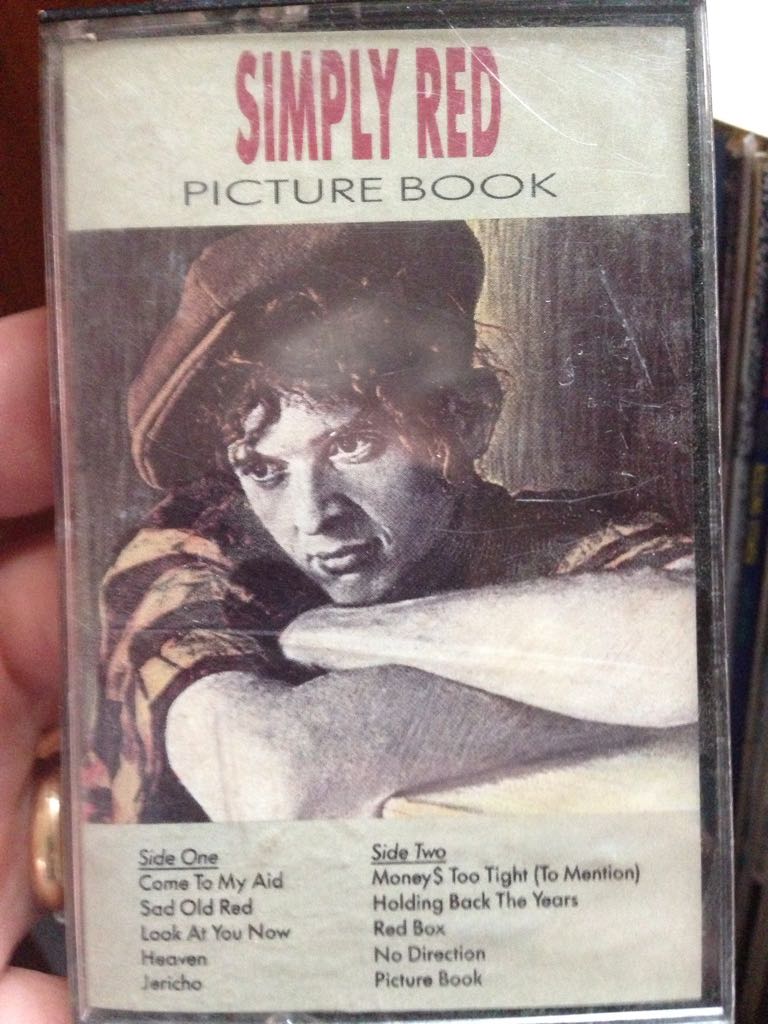 SIMPLY RED
PICTURE BOOK
Side One
Come To My Aid
Sad Old Red
Look At You Now
Heaven
Jericho
Side Two
Money$ Too Tight (To Mention)
Holding Back The Years
Red Box
No Direction
Picture Book